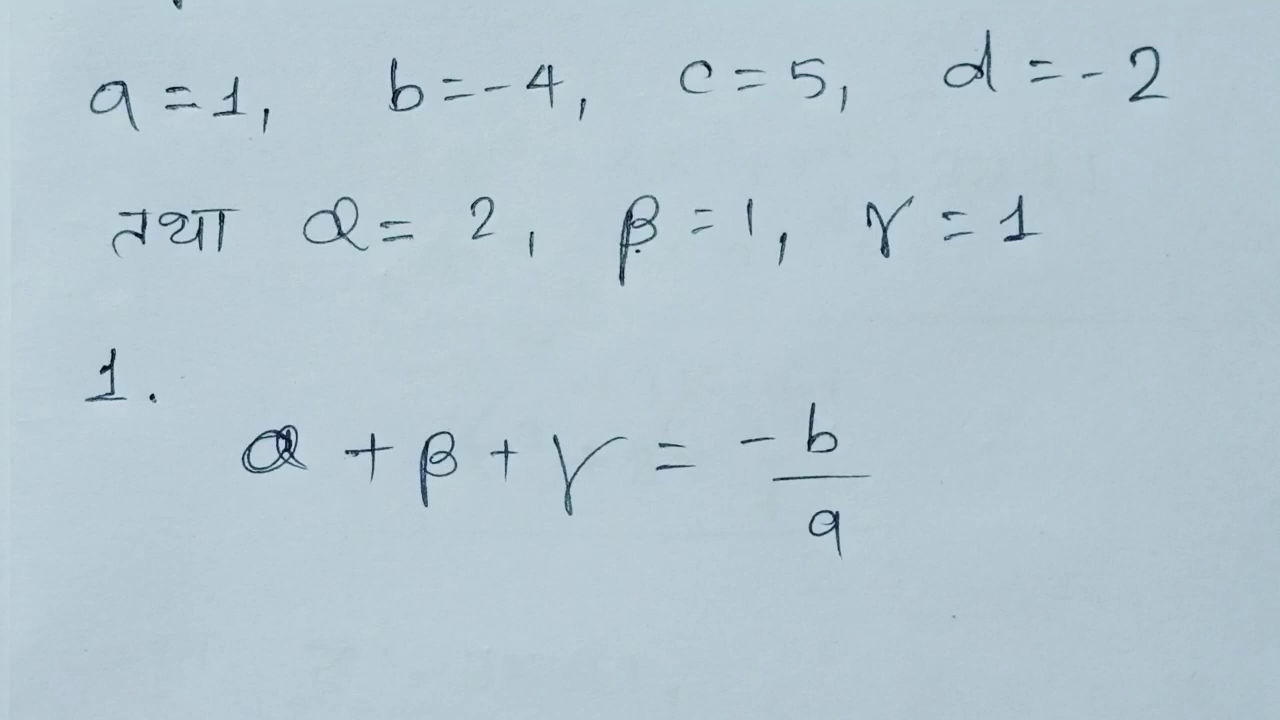 a = 1, b = - 4, c = 5, d = - 2
तथा α = 2, β = 1, γ = 1
1.
α + β + γ = - b/a